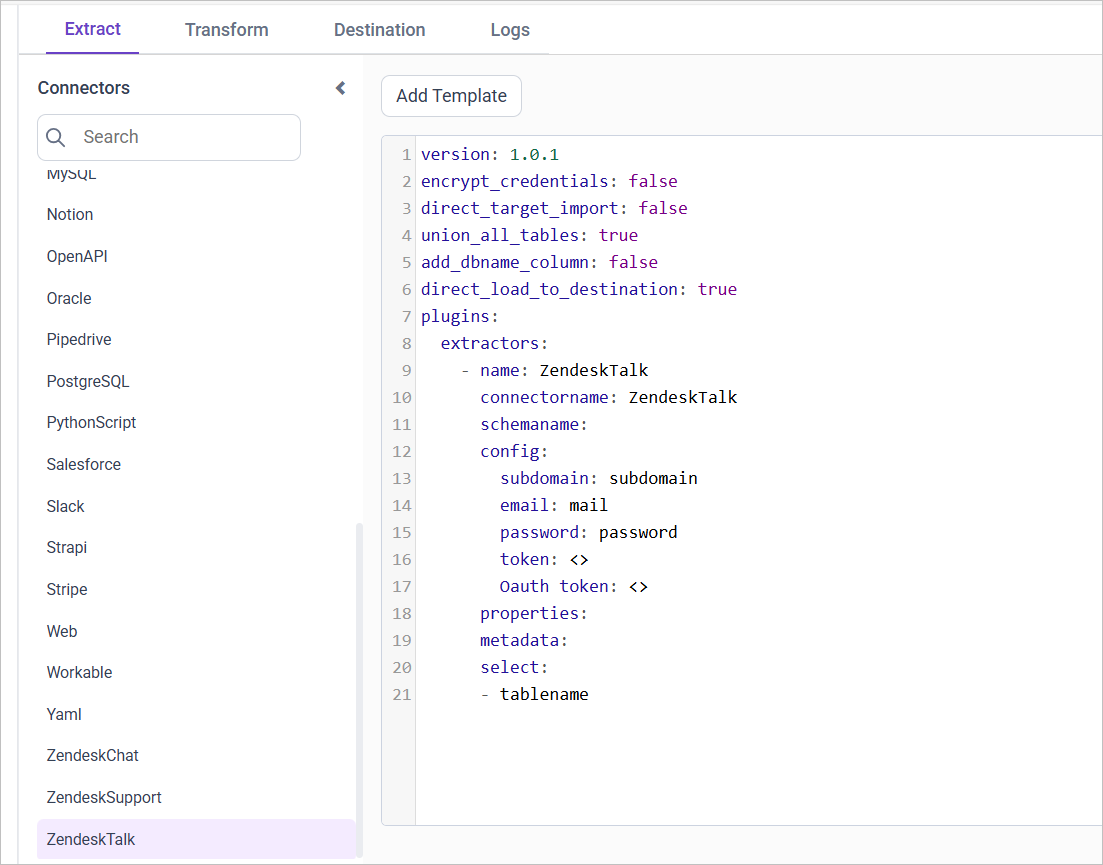 Extract
Transform
Destination
Logs
Connectors
Search
MySQL
Notion
OpenAPI
Oracle
Pipedrive
PostgreSQL
PythonScript
Salesforce
Slack
Strapi
Stripe
Web
Workable
Yaml
ZendeskChat
ZendeskSupport
ZendeskTalk
Add Template
1 version: 1.0.1
2 encrypt_credentials: false
3 direct_target_import: false
4 union_all_tables: true
5 add_dbname_column: false
6 direct_load_to_destination: true
7 plugins:
8   extractors:
9     - name: ZendeskTalk
10       connectorname: ZendeskTalk
11       schemaname:
12       config:
13         subdomain: subdomain
14         email: mail
15         password: password
16         token: <>
17         Oauth token: <>
18       properties:
19       metadata:
20       select:
21       - tablename